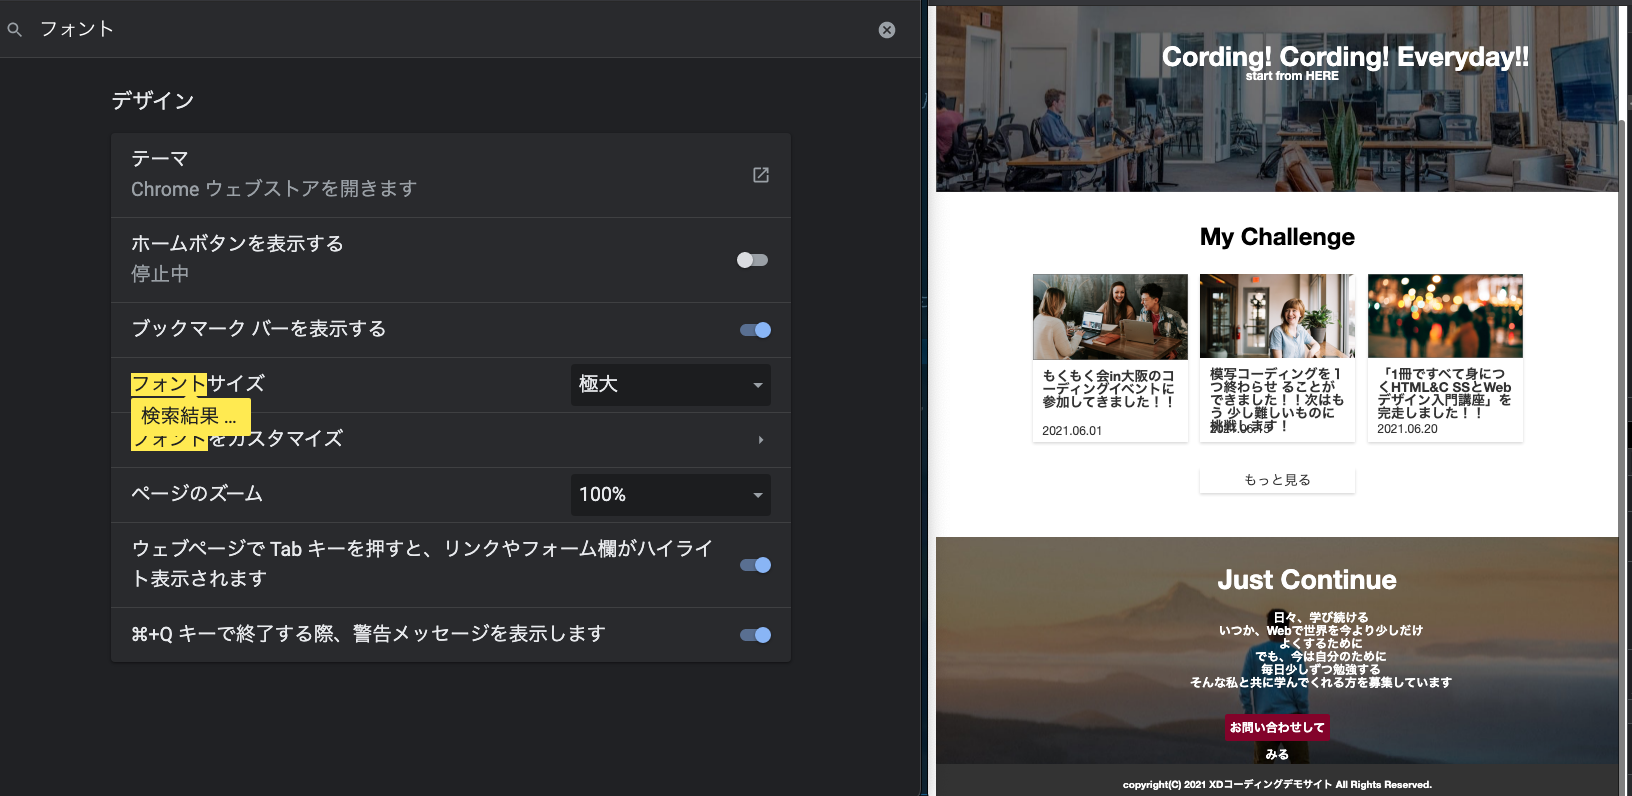 フォント
デザイン
テーマ
Chrome ウェブストアを開きます
ホームボタンを表示する
停止中
ブックマーク バーを表示する
フォントサイズ
極大
検索結果 ...
フォントをカスタマイズ
ページのズーム
100%
ウェブページで Tab キーを押すと、リンクやフォーム欄がハイライ
ト表示されます
⌘+Q キーで終了する際、警告メッセージを表示します
Cording! Cording! Everyday!!
start from HERE
My Challenge
もくもく会in大阪のコ
ーディングイベントに
参加してきました！！
2021.06.01
模写コーディングを１
つ終わらせ ることが
できました！！次はも
う 少し難しいものに
挑戦します！
「1冊ですべて身につ
くHTML&C SSとWeb
デザイン入門講座」を
完走しました！！
2021.06.20
もっと見る
Just Continue
日々、学び続ける
いつか、Webで世界を今より少しだけ
よくするために
でも、今は自分のために
毎日少しずつ勉強する
そんな私と共に学んでくれる方を募集しています
お問い合わせして
みる
copyright(C) 2021 XDコーディングデモサイト All Rights Reserved.